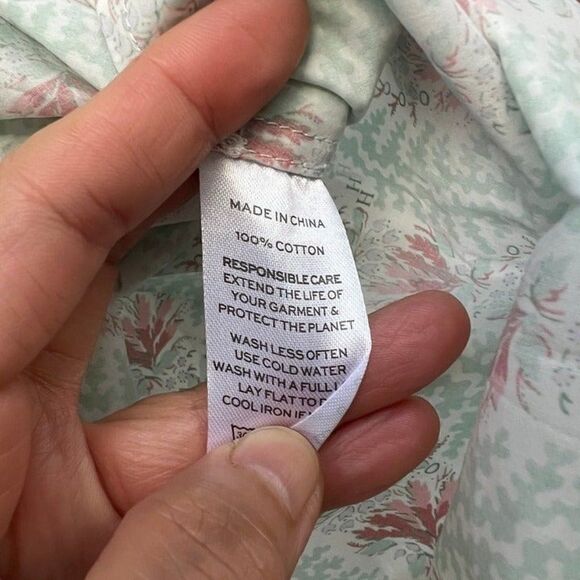 MADE IN CHINA
100% COTTON
RESPONSIBLE CARE
EXTEND THE LIFE OF
YOUR GARMENT &
PROTECT THE PLANET
WASH LESS OFTEN
USE COLD WATER
WASH WITH A FULL
LAY FLAT TO
COOL IRON
30